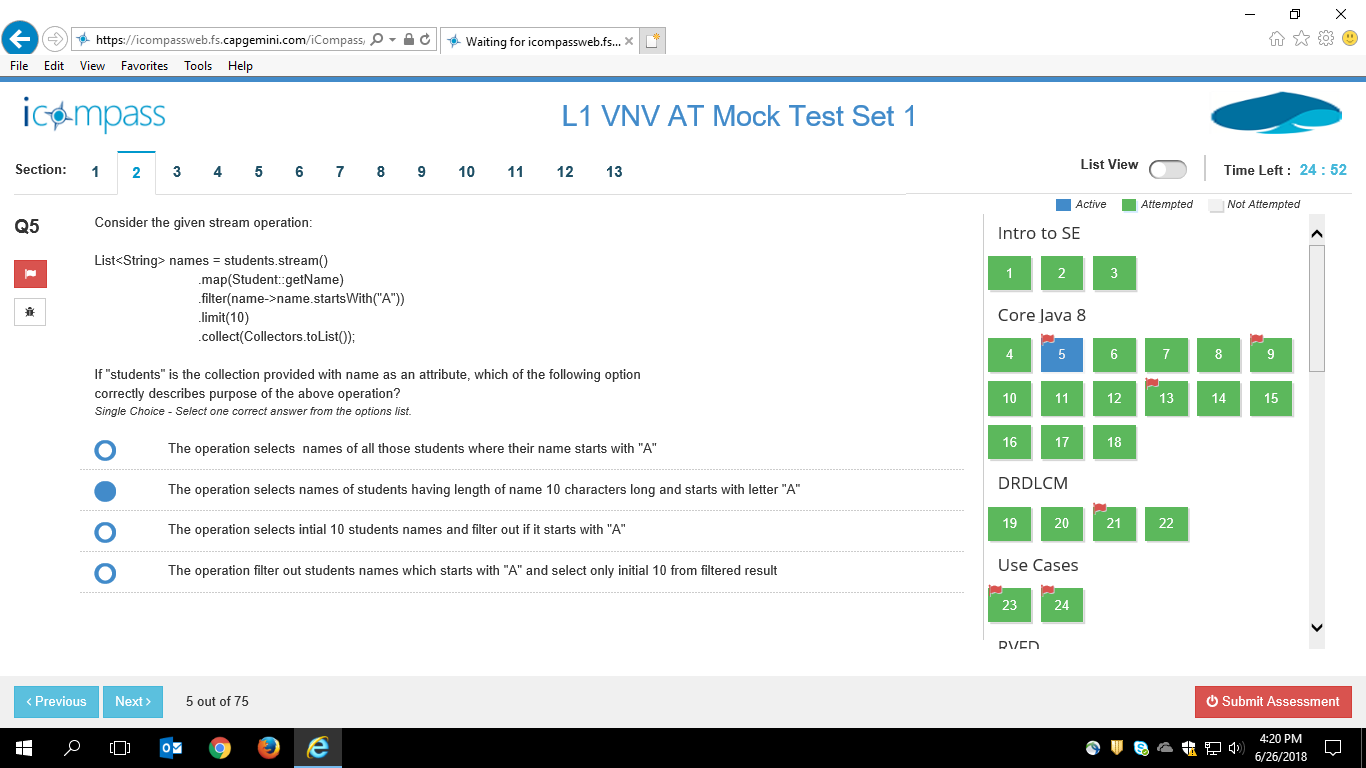 https://icompassweb.fs.capgemini.com/iCompass/
Waiting for icompassweb.fs...
File Edit View Favorites Tools Help
icompass
L1 VNV AT Mock Test Set 1
Section: 1 2 3 4 5 6 7 8 9 10 11 12 13
List View
Time Left : 24 : 52
Active Attempted Not Attempted
Q5
Consider the given stream operation:
List<String> names = students.stream()
.map(Student::getName)
.filter(name->name.startsWith("A"))
.limit(10)
.collect(Collectors.toList());
If "students" is the collection provided with name as an attribute, which of the following option
correctly describes purpose of the above operation?
Single Choice - Select one correct answer from the options list.
The operation selects  names of all those students where their name starts with "A"
The operation selects names of students having length of name 10 characters long and starts with letter "A"
The operation selects intial 10 students names and filter out if it starts with "A"
The operation filter out students names which starts with "A" and select only initial 10 from filtered result
Intro to SE
1 2 3
Core Java 8
4 5 6 7 8 9
10 11 12 13 14 15
16 17 18
DRDLCM
19 20 21 22
Use Cases
23 24
< Previous Next > 5 out of 75
Submit Assessment
4:20 PM
6/26/2018